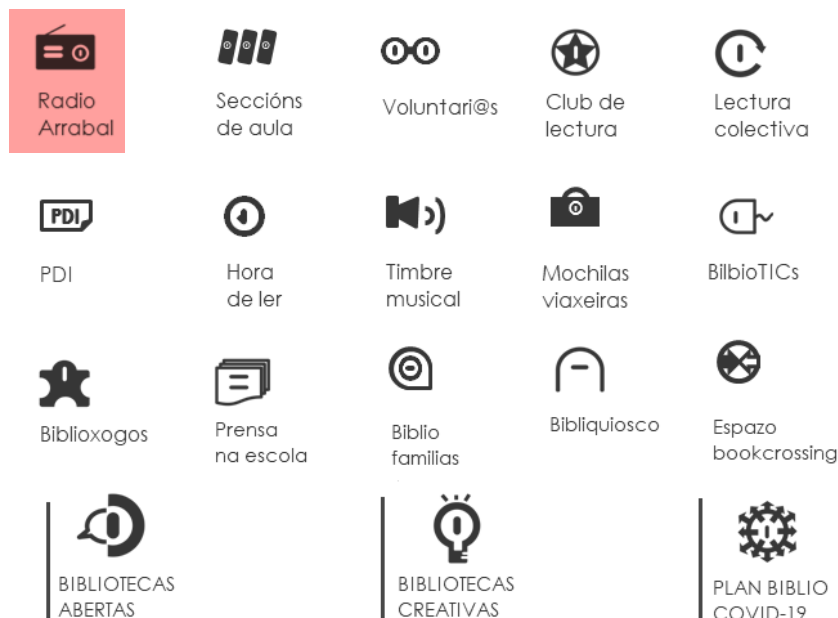 Radio
Arrabal
Seccións
de aula
Voluntari@s
Club de
lectura
Lectura
colectiva
PDI
PDI
Hora
de ler
Timbre
musical
Mochilas
viaxeiras
BilbioTICs
Biblioxogos
Prensa
na escola
Biblio
familias
Bibliquiosco
Espazo
bookcrossing
BIBLIOTECAS
ABERTAS
BIBLIOTECAS
CREATIVAS
PLAN BIBLIO
COVID-19